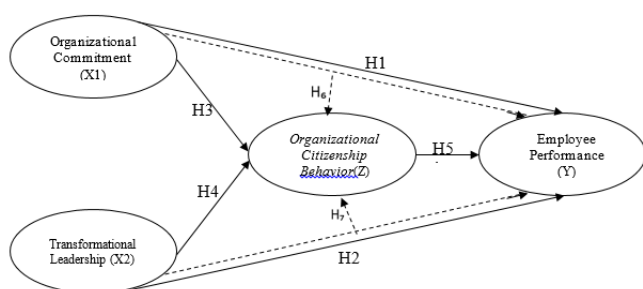 Organizational
Commitment
(X1)
H1
H6
H3
Organizational
Citizenship
Behavior(Z)
H5
Employee
Performance
(Y)
H4
H7
Transformational
Leadership (X2)
H2